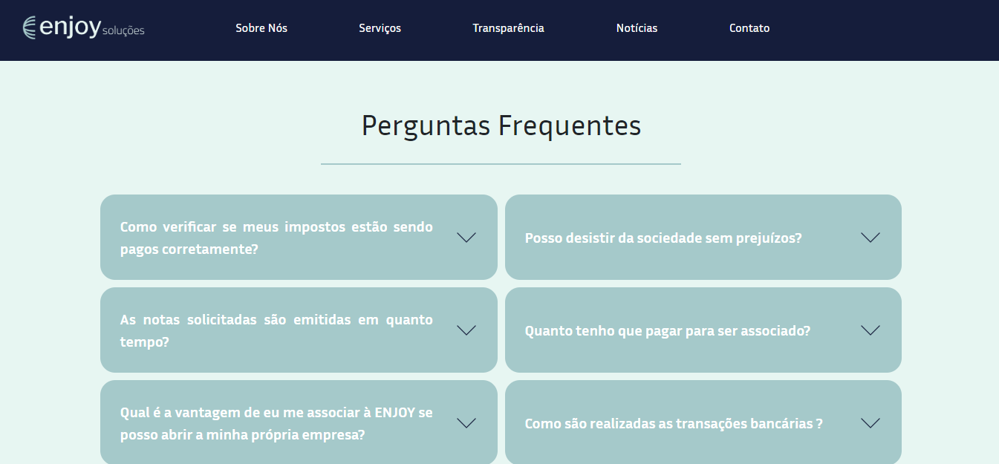 enjoy soluções
Sobre Nós
Serviços
Transparência
Notícias
Contato
Perguntas Frequentes
Como verificar se meus impostos estão sendo
pagos corretamente?
Posso desistir da sociedade sem prejuízos?
As notas solicitadas são emitidas em quanto
tempo?
Quanto tenho que pagar para ser associado?
Qual é a vantagem de eu me associar à ENJOY se
posso abrir a minha própria empresa?
Como são realizadas as transações bancárias ?